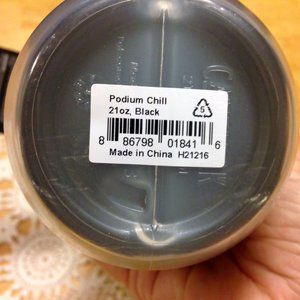 Podium Chill
21oz, Black
5
8 86798 01841 6
Made in China H21216